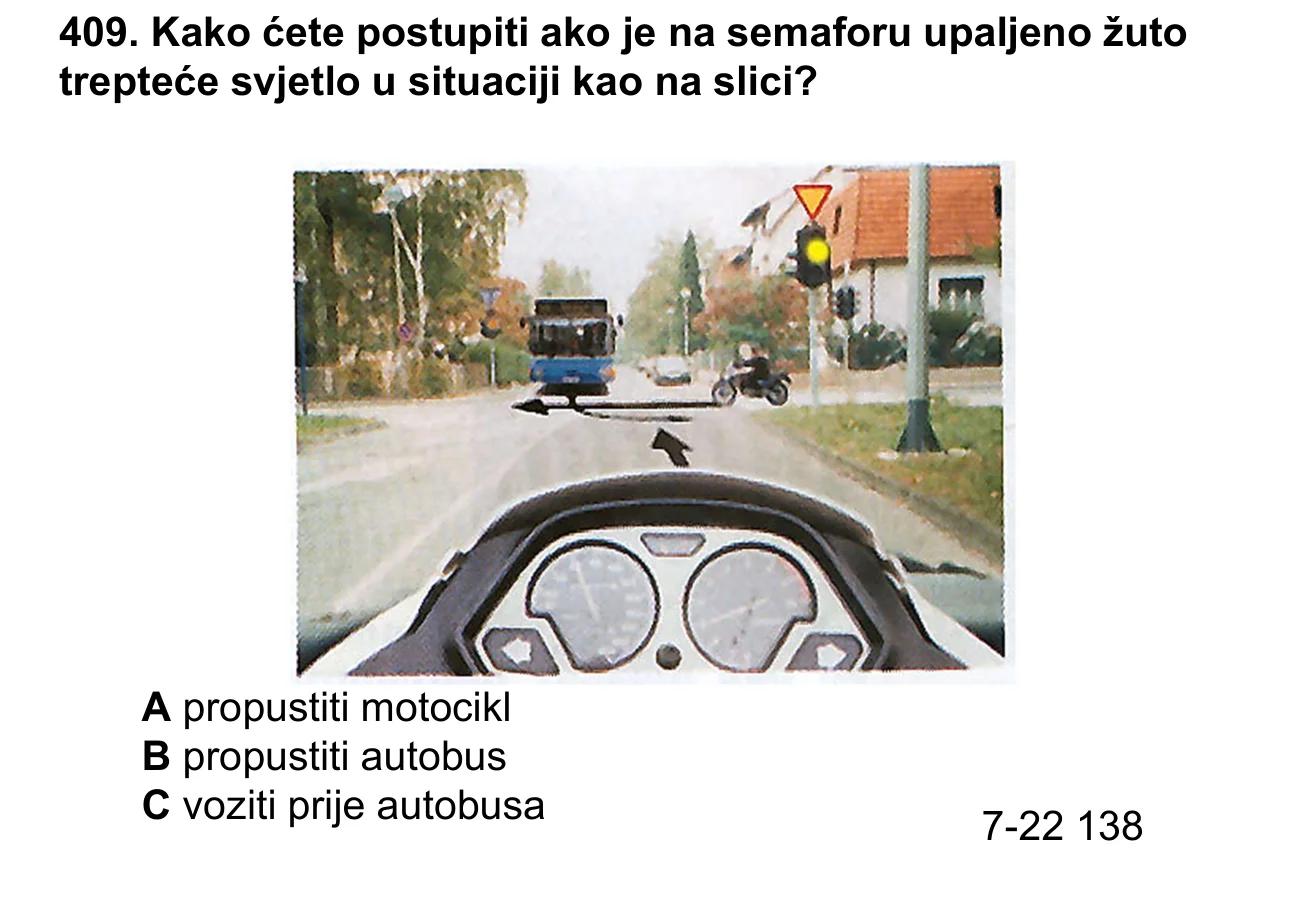 409. Kako ćete postupiti ako je na semaforu upaljeno žuto
trepteće svjetlo u situaciji kao na slici?
A propustiti motocikl
B propustiti autobus
C voziti prije autobusa
7-22 138